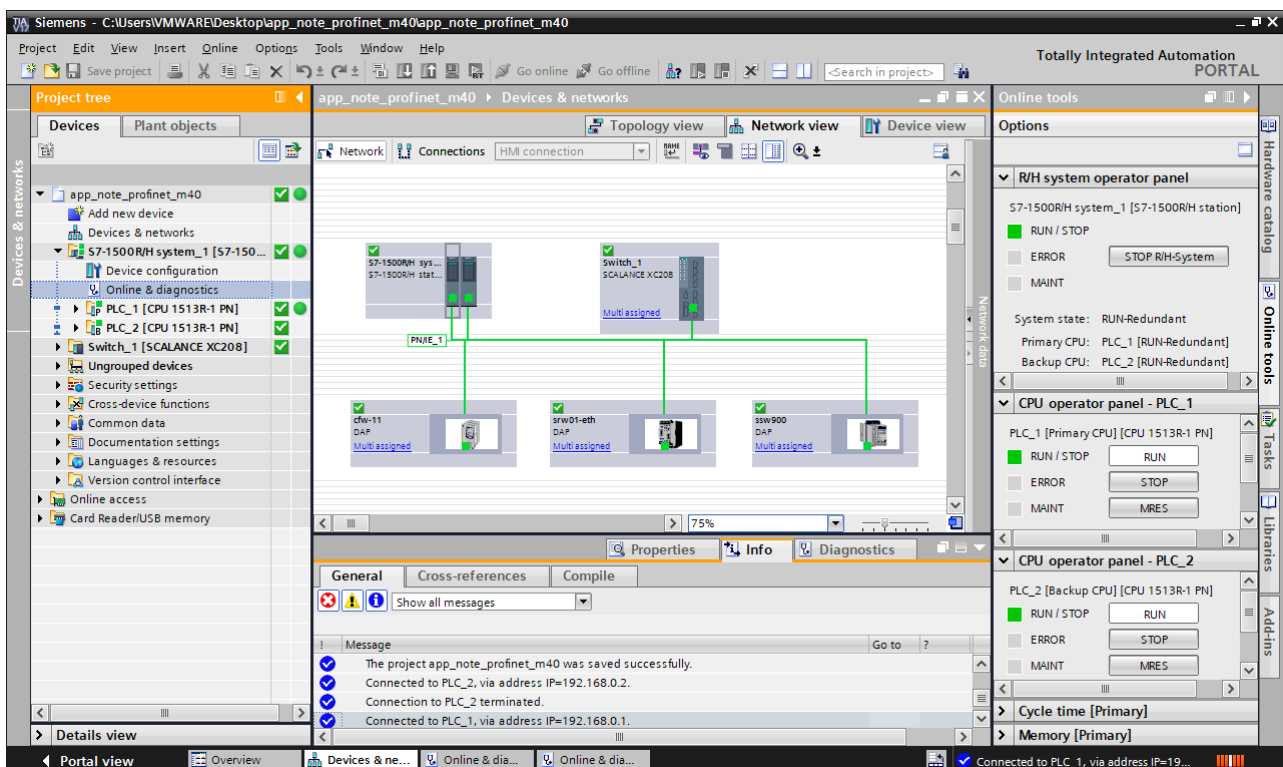 Siemens - C:\Users\VMWARE\Desktop\app_note_profinet_m40\app_note_profinet_m40
Project Edit View Insert Online Options Tools Window Help
Save project Go online Go offline <Search in project>
Totally Integrated Automation
PORTAL
Project tree
Devices Plant objects
Devices & networks
app_note_profinet_m40
Add new device
Devices & networks
S7-1500R/H system_1 [S7-150...
Device configuration
Online & diagnostics
PLC_1 [CPU 1513R-1 PN]
PLC_2 [CPU 1513R-1 PN]
Switch_1 [SCALANCE XC208]
Ungrouped devices
Security settings
Cross-device functions
Common data
Documentation settings
Languages & resources
Version control interface
Online access
Card Reader/USB memory
Details view
app_note_profinet_m40 Devices & networks
Topology view Network view Device view
Network Connections HMI connection
S7-1500R/H sys...
S7-1500R/H stat...
Switch_1
SCALANCE XC208
Multi assigned
PN/IE_1
cfw-11
DAP
Multi assigned
srw01-eth
DAP
Multi assigned
ssw900
DAP
Multi assigned
75%
Network data
Properties Info Diagnostics
General Cross-references Compile
Show all messages
! Message Go to ?
The project app_note_profinet_m40 was saved successfully.
Connected to PLC_2, via address IP=192.168.0.2.
Connection to PLC_2 terminated.
Connected to PLC_1, via address IP=192.168.0.1.
Online tools
Options
R/H system operator panel
S7-1500R/H system_1 [S7-1500R/H station]
RUN / STOP
ERROR STOP R/H-System
MAINT
System state: RUN-Redundant
Primary CPU: PLC_1 [RUN-Redundant]
Backup CPU: PLC_2 [RUN-Redundant]
CPU operator panel - PLC_1
PLC_1 [Primary CPU] [CPU 1513R-1 PN]
RUN / STOP RUN
ERROR STOP
MAINT MRES
CPU operator panel - PLC_2
PLC_2 [Backup CPU] [CPU 1513R-1 PN]
RUN / STOP RUN
ERROR STOP
MAINT MRES
Cycle time [Primary]
Memory [Primary]
Hardware catalog
Online tools
Tasks
Libraries
Add-ins
Portal view Overview Devices & ne... Online & dia... Online & dia... Connected to PLC_1, via address IP=19...